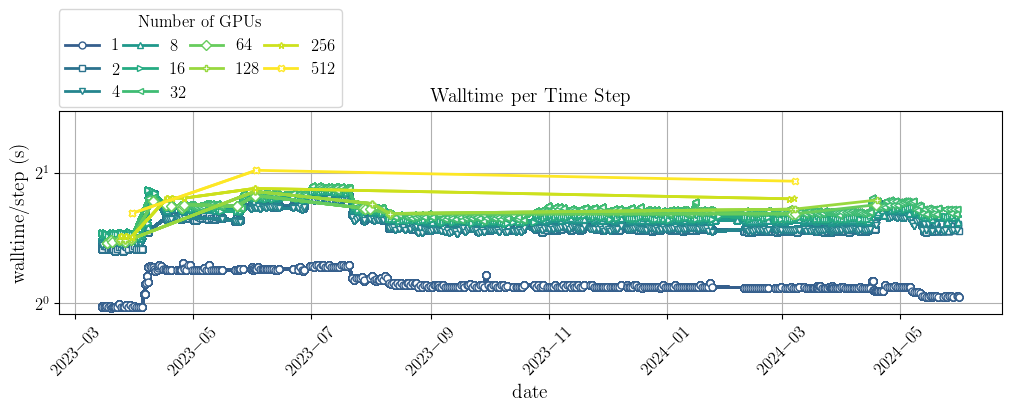 Number of GPUs
1 8 64 256
2 16 128 512
4 32
Walltime per Time Step
walltime/step (s)
2^1
2^0
2023−03 2023−05 2023−07 2023−09 2023−11 2024−01 2024−03 2024−05
date